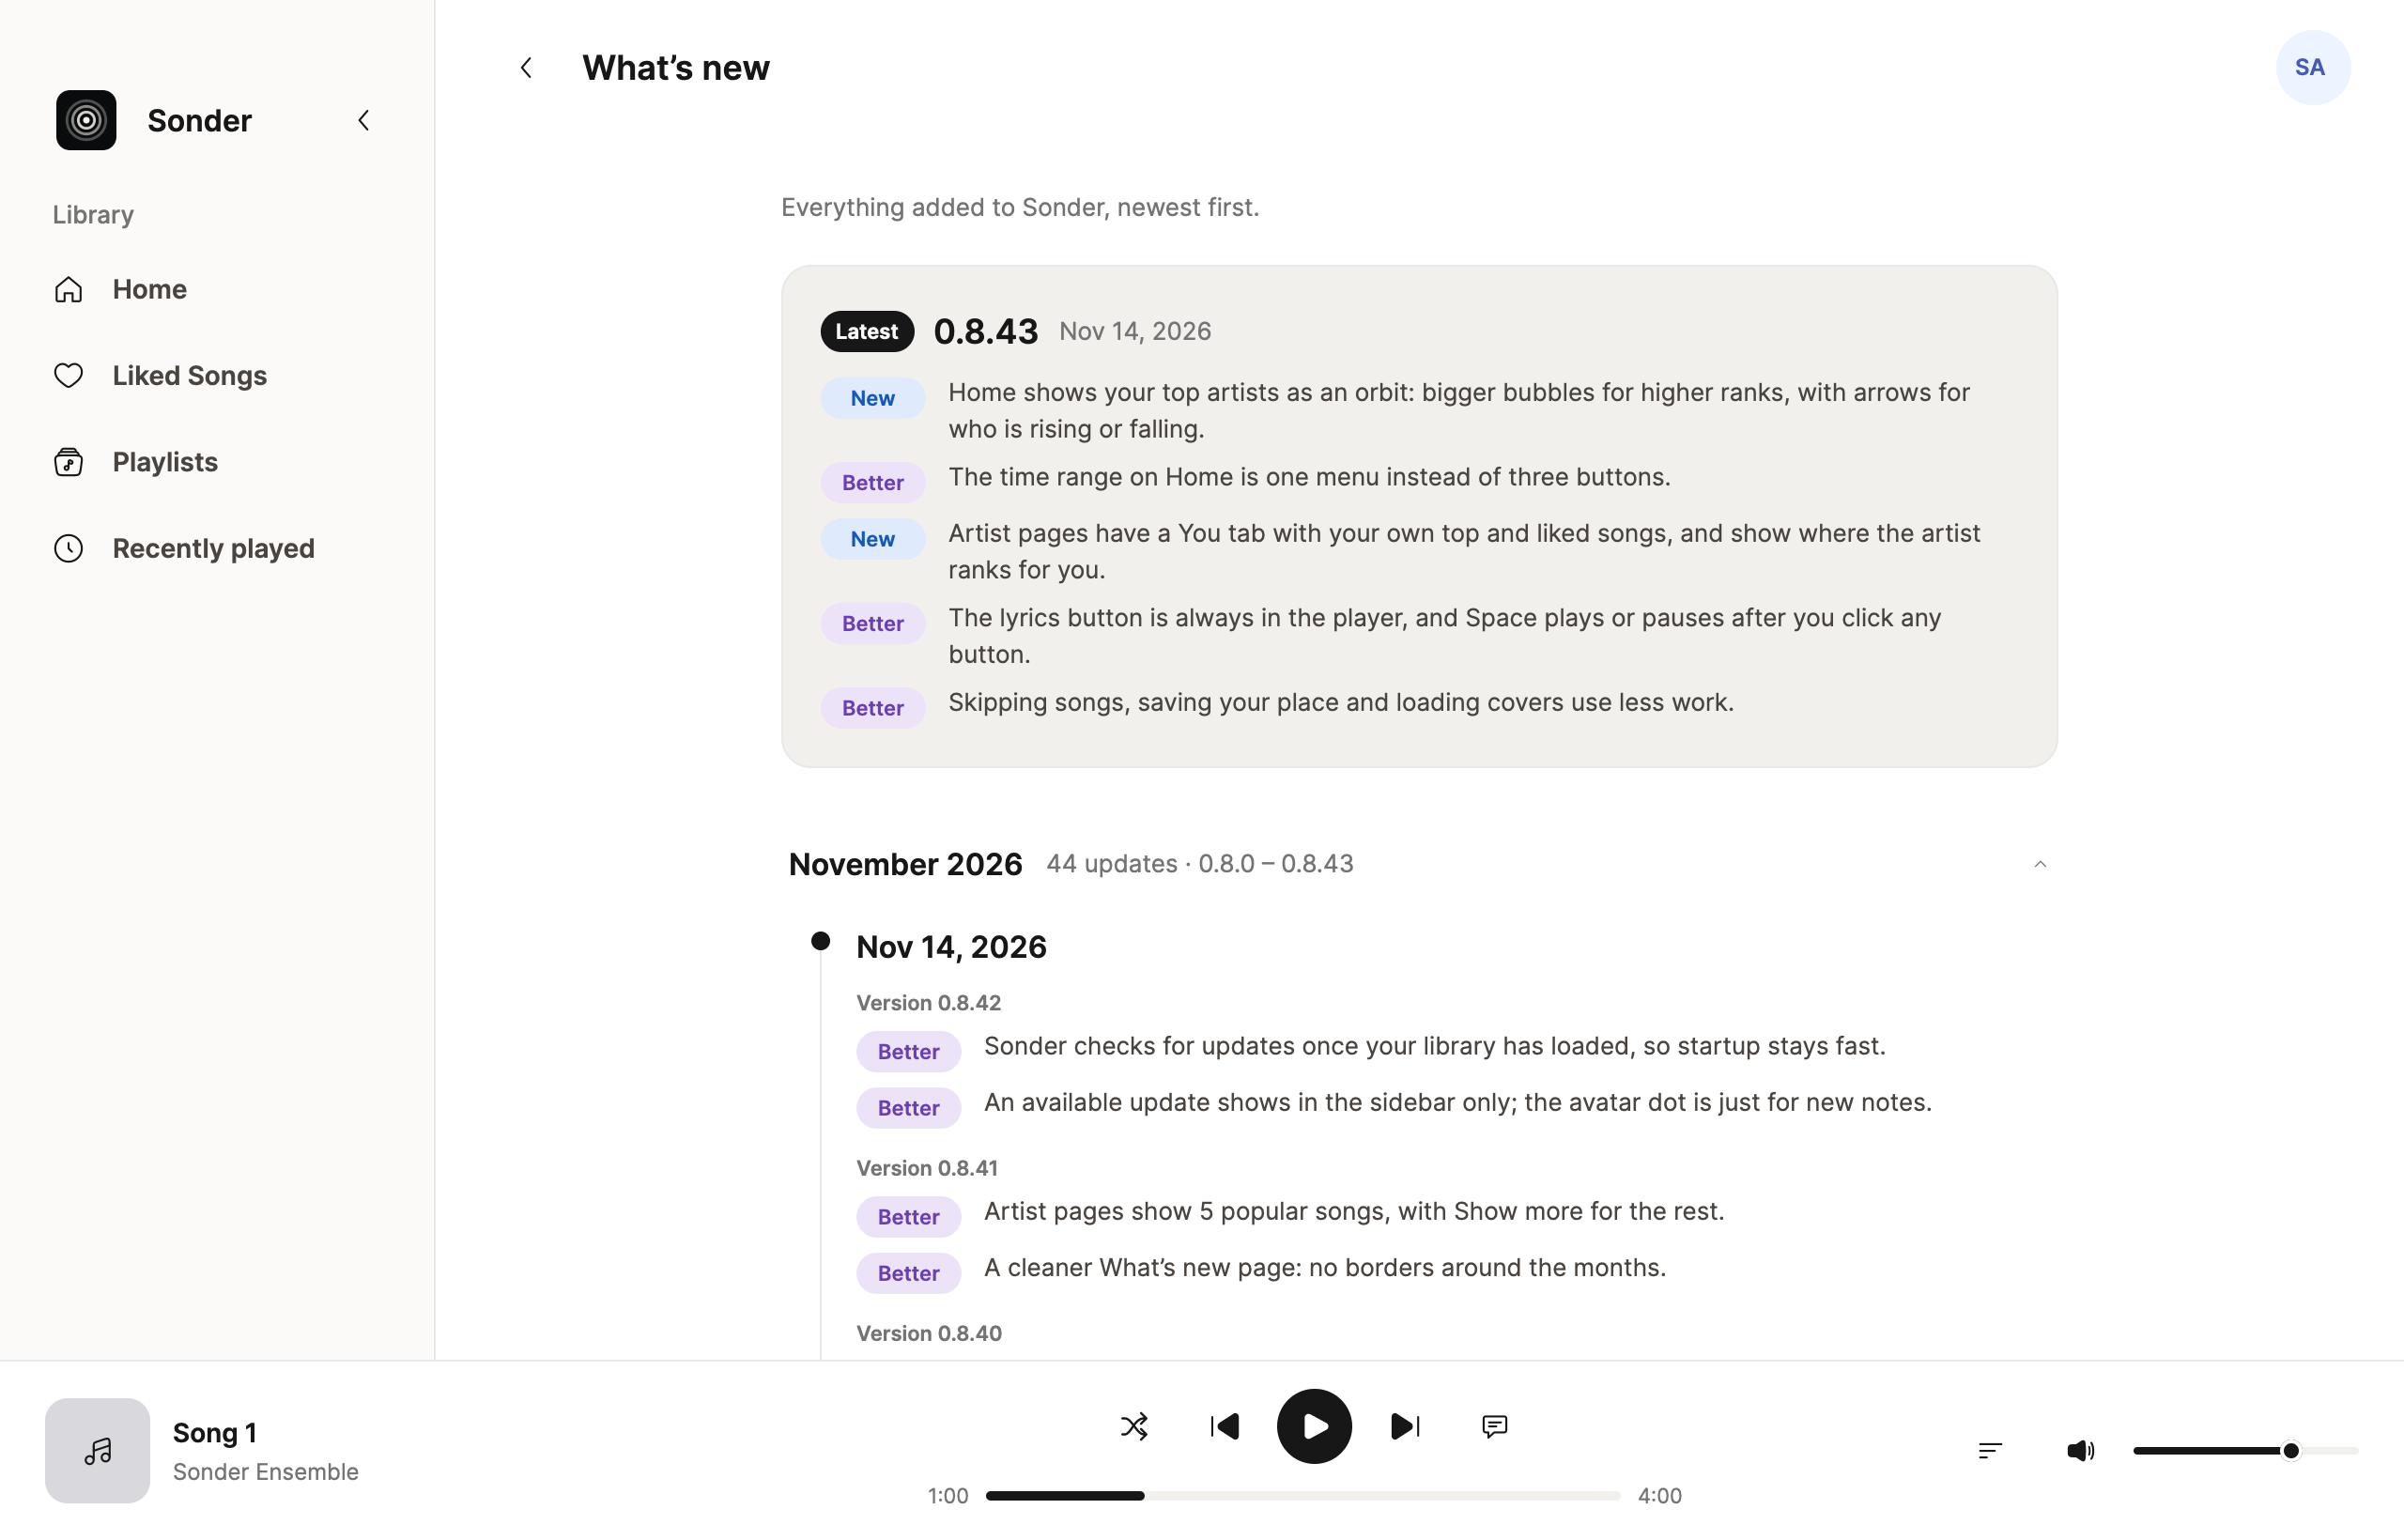 Sonder
Library
Home
Liked Songs
Playlists
Recently played
What’s new
SA
Everything added to Sonder, newest first.
Latest 0.8.43 Nov 14, 2026
New Home shows your top artists as an orbit: bigger bubbles for higher ranks, with arrows for
who is rising or falling.
Better The time range on Home is one menu instead of three buttons.
New Artist pages have a You tab with your own top and liked songs, and show where the artist
ranks for you.
Better The lyrics button is always in the player, and Space plays or pauses after you click any
button.
Better Skipping songs, saving your place and loading covers use less work.
November 2026 44 updates · 0.8.0 – 0.8.43
Nov 14, 2026
Version 0.8.42
Better Sonder checks for updates once your library has loaded, so startup stays fast.
Better An available update shows in the sidebar only; the avatar dot is just for new notes.
Version 0.8.41
Better Artist pages show 5 popular songs, with Show more for the rest.
Better A cleaner What’s new page: no borders around the months.
Version 0.8.40
Song 1
Sonder Ensemble
1:00 4:00